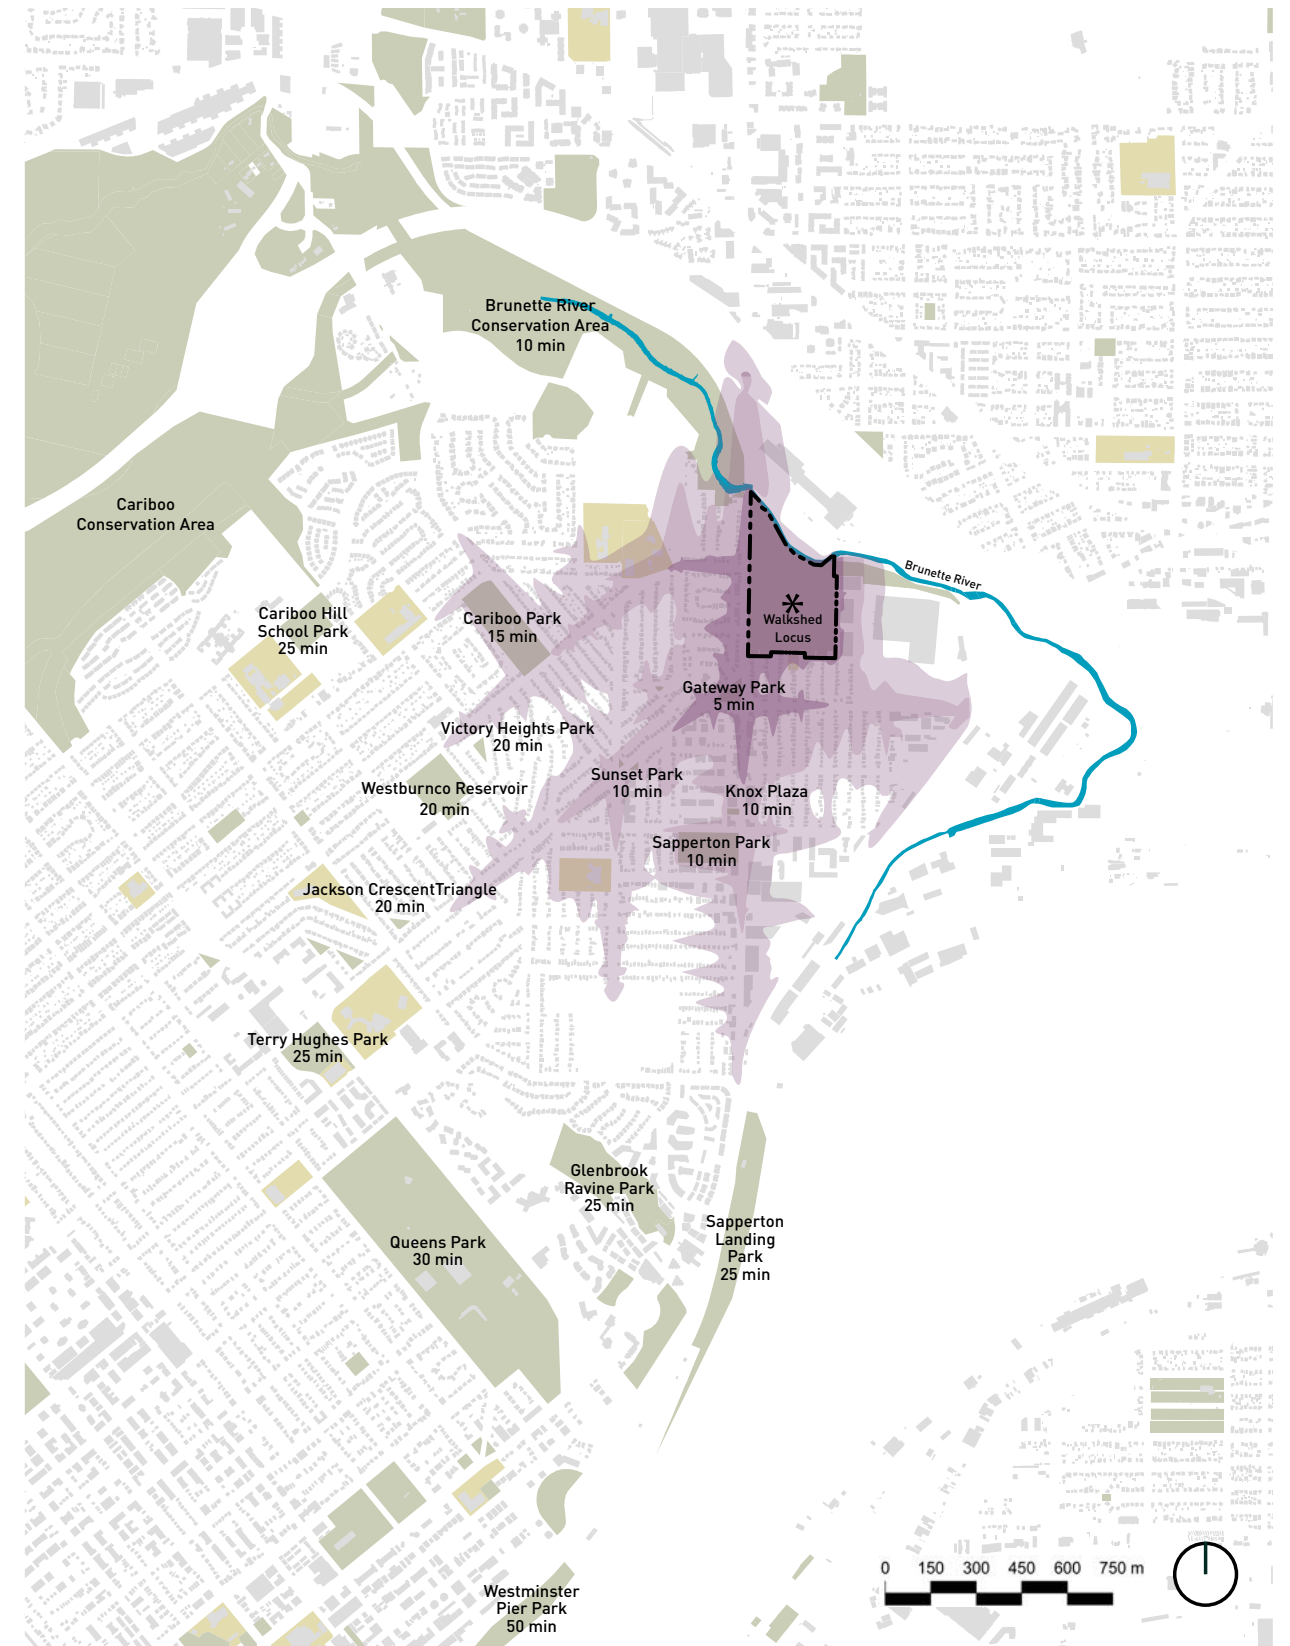 Brunette River
Conservation Area
10 min
Cariboo
Conservation Area
Brunette River
Cariboo Hill
School Park
25 min
Cariboo Park
15 min
Walkshed
Locus
Gateway Park
5 min
Victory Heights Park
20 min
Sunset Park
10 min
Westburnco Reservoir
20 min
Knox Plaza
10 min
Sapperton Park
10 min
Jackson CrescentTriangle
20 min
Terry Hughes Park
25 min
Glenbrook
Ravine Park
25 min
Sapperton
Landing
Park
25 min
Queens Park
30 min
0 150 300 450 600 750 m
Westminster
Pier Park
50 min